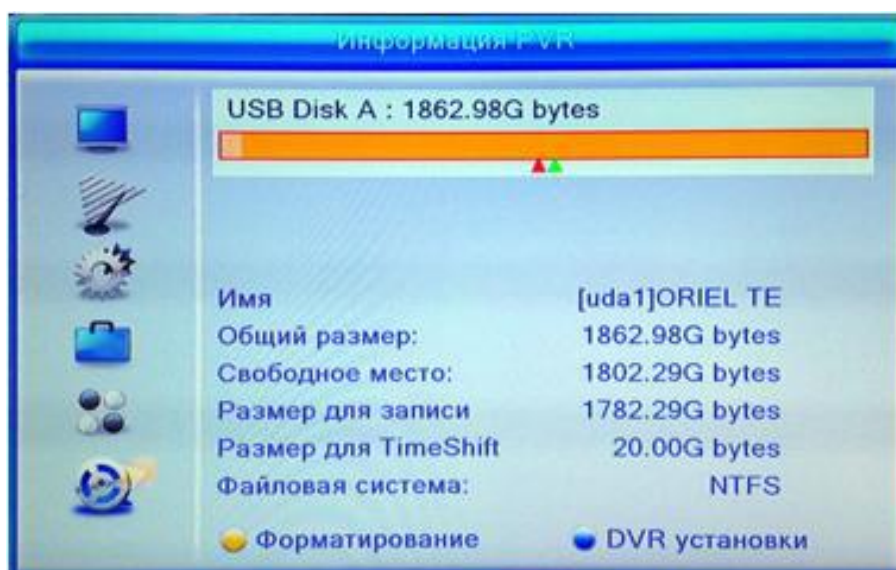 Информация PVR
USB Disk A : 1862.98G bytes
Имя [uda1]ORIEL TE
Общий размер: 1862.98G bytes
Свободное место: 1802.29G bytes
Размер для записи 1782.29G bytes
Размер для TimeShift 20.00G bytes
Файловая система: NTFS
Форматирование DVR установки